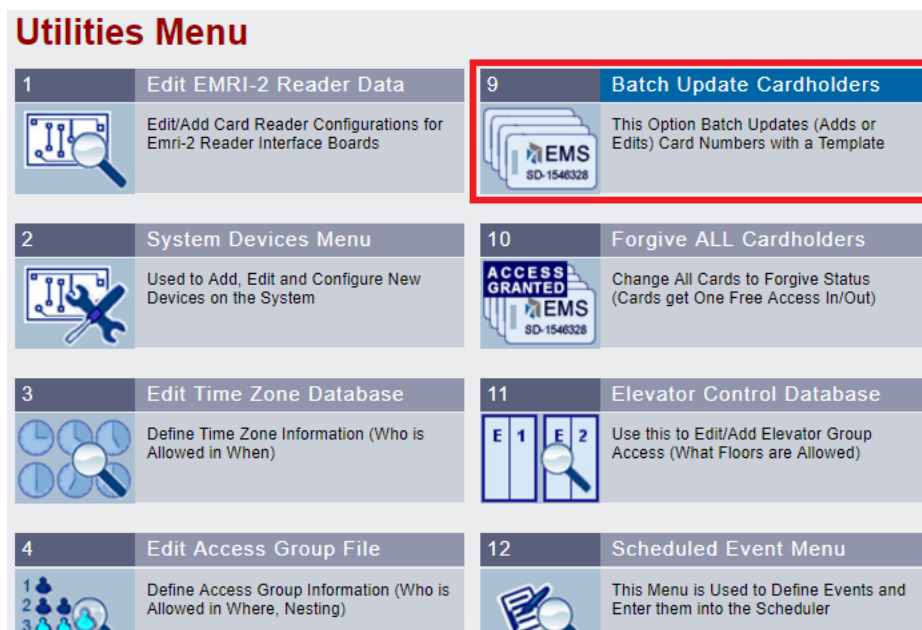 Utilities Menu
1 Edit EMRI-2 Reader Data
Edit/Add Card Reader Configurations for
Emri-2 Reader Interface Boards
9 Batch Update Cardholders
EMS
SD-1546328
This Option Batch Updates (Adds or
Edits) Card Numbers with a Template
2 System Devices Menu
Used to Add, Edit and Configure New
Devices on the System
10 Forgive ALL Cardholders
ACCESS
GRANTED
EMS
SD-1546328
Change All Cards to Forgive Status
(Cards get One Free Access In/Out)
3 Edit Time Zone Database
Define Time Zone Information (Who is
Allowed in When)
11 Elevator Control Database
E 1 E 2
Use this to Edit/Add Elevator Group
Access (What Floors are Allowed)
4 Edit Access Group File
1
2
3
Define Access Group Information (Who is
Allowed in Where, Nesting)
12 Scheduled Event Menu
This Menu is Used to Define Events and
Enter them into the Scheduler